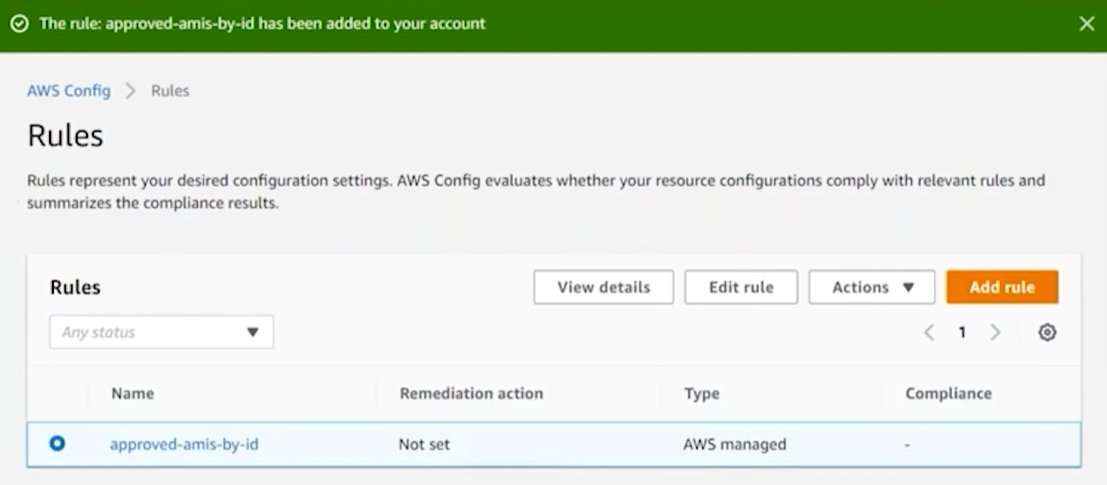 The rule: approved-amis-by-id has been added to your account
AWS Config > Rules
Rules
Rules represent your desired configuration settings. AWS Config evaluates whether your resource configurations comply with relevant rules and
summarizes the compliance results.
Rules View details Edit rule Actions Add rule
Any status 1
Name Remediation action Type Compliance
approved-amis-by-id Not set AWS managed -